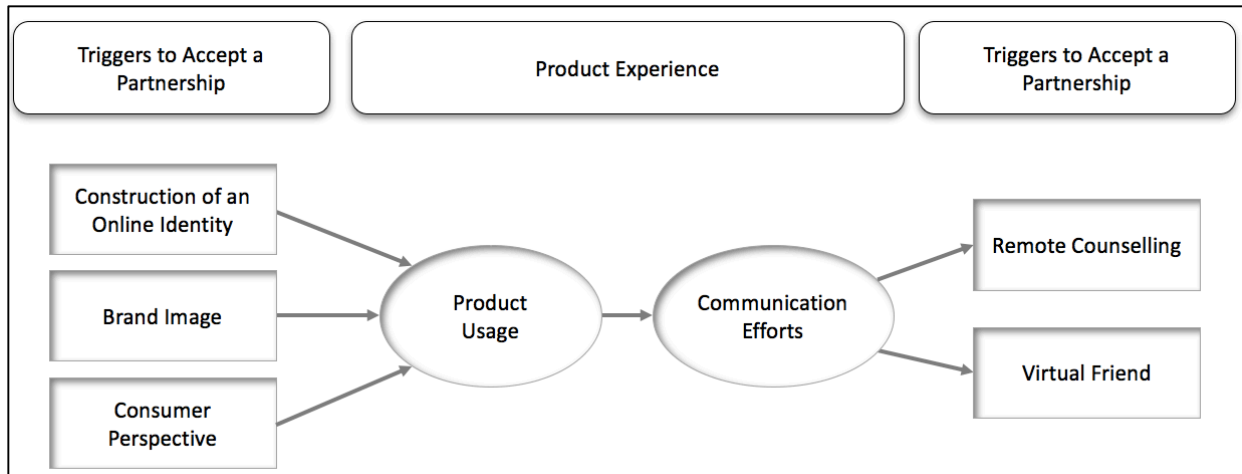 Triggers to Accept a
Partnership
Product Experience
Triggers to Accept a
Partnership
Construction of an
Online Identity
Brand Image
Consumer
Perspective
Product
Usage
Communication
Efforts
Remote Counselling
Virtual Friend